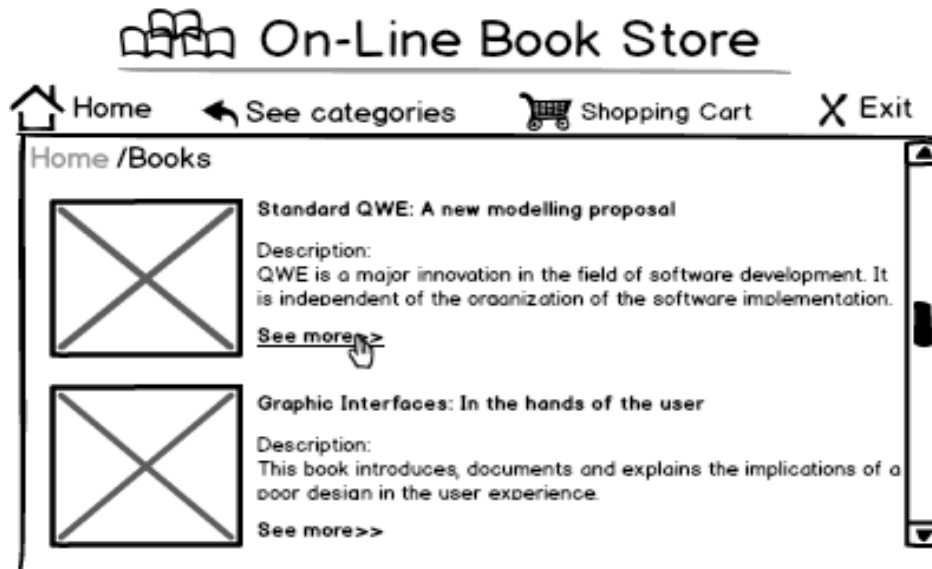 On-Line Book Store
Home See categories Shopping Cart Exit
Home /Books
Standard QWE: A new modelling proposal
Description:
QWE is a major innovation in the field of software development. It
is independent of the organization of the software implementation.
See more>>
Graphic Interfaces: In the hands of the user
Description:
This book introduces, documents and explains the implications of a
poor design in the user experience.
See more>>